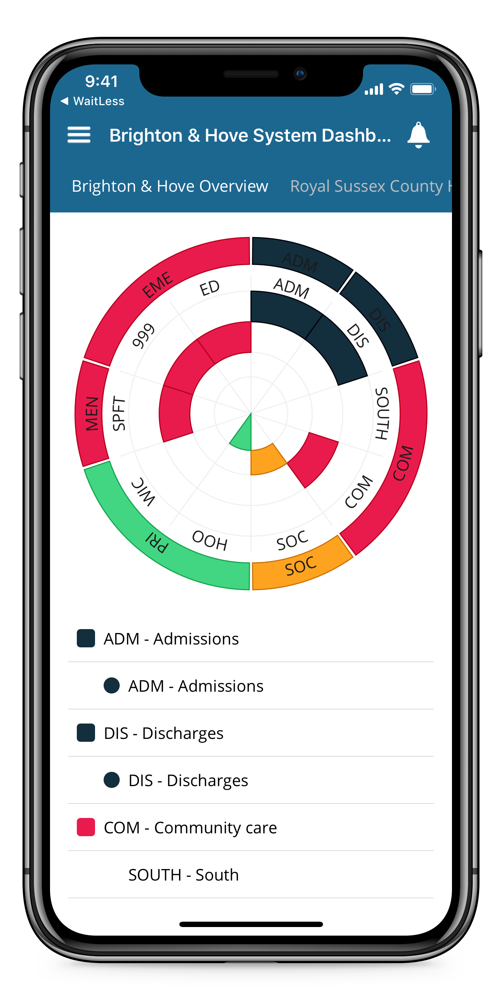 9:41
◀ WaitLess
Brighton & Hove System Dashb...
Brighton & Hove Overview Royal Sussex County H
EME
ADM
DIS
ED
ADM
DIS
999
SPFT
MEN
SOUTH
COM
COM
WIC
PRI
OOH
SOC
SOC
ADM - Admissions
ADM - Admissions
DIS - Discharges
DIS - Discharges
COM - Community care
SOUTH - South